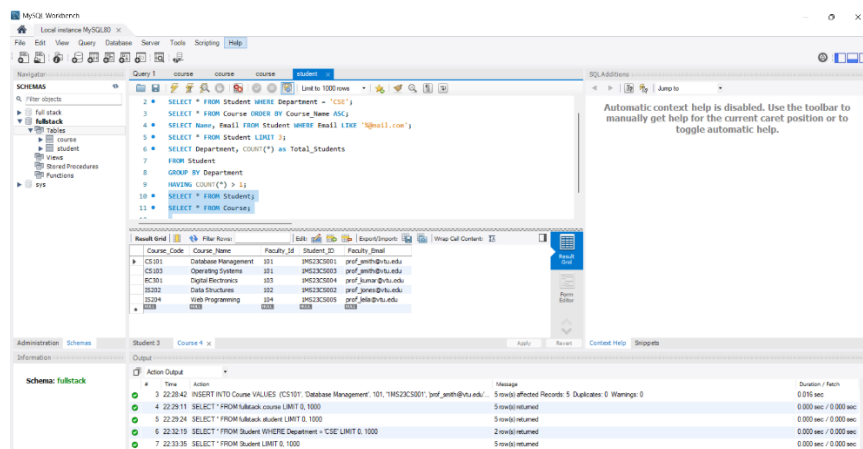 MySQL Workbench
Local instance MySQL80 ×
File Edit View Query Database Server Tools Scripting Help
Navigator
SCHEMAS
Filter objects
full stack
fullstack
Tables
course
student
Views
Stored Procedures
Functions
sys
Administration Schemas
Information
Schema: fullstack
Query 1 course course course student ×
Limit to 1000 rows
2 SELECT * FROM Student WHERE Department = 'CSE';
3 SELECT * FROM Course ORDER BY Course_Name ASC;
4 SELECT Name, Email FROM Student WHERE Email LIKE '%@mail.com';
5 SELECT * FROM Student LIMIT 3;
6 SELECT Department, COUNT(*) as Total_Students
7 FROM Student
8 GROUP BY Department
9 HAVING COUNT(*) > 1;
10 SELECT * FROM Student;
11 SELECT * FROM Course;
Result Grid Filter Rows: Edit: Export/Import: Wrap Cell Content:
Course_Code Course_Name Faculty_Id Student_ID Faculty_Email
CS101 Database Management 101 1MS23CS001 prof_smith@vtu.edu
CS103 Operating Systems 101 1MS23CS003 prof_smith@vtu.edu
EC301 Digital Electronics 103 1MS23CS004 prof_kumar@vtu.edu
IS202 Data Structures 102 1MS23CS002 prof_jones@vtu.edu
IS204 Web Programming 104 1MS23CS005 prof_leila@vtu.edu
NULL NULL NULL NULL NULL
Result Grid
Form Editor
Student 3 Course 4 × Apply Revert
SQLAdditions
Jump to
Automatic context help is disabled. Use the toolbar to
manually get help for the current caret position or to
toggle automatic help.
Context Help Snippets
Output
Action Output
# Time Action Message Duration / Fetch
3 22:28:42 INSERT INTO Course VALUES ('CS101', 'Database Management', 101, '1MS23CS001', 'prof_smith@vtu.edu'... 5 row(s) affected Records: 5 Duplicates: 0 Warnings: 0 0.016 sec
4 22:29:11 SELECT * FROM fullstack.course LIMIT 0, 1000 5 row(s) returned 0.000 sec / 0.000 sec
5 22:29:24 SELECT * FROM fullstack.student LIMIT 0, 1000 5 row(s) returned 0.000 sec / 0.000 sec
6 22:32:19 SELECT * FROM Student WHERE Department = 'CSE' LIMIT 0, 1000 2 row(s) returned 0.000 sec / 0.000 sec
7 22:33:35 SELECT * FROM Student LIMIT 0, 1000 5 row(s) returned 0.000 sec / 0.000 sec